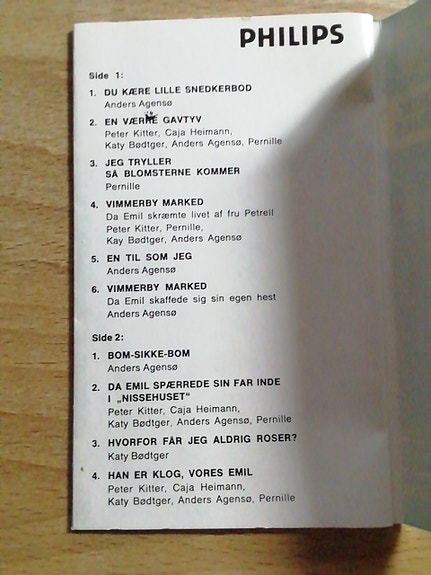 PHILIPS
Side 1:
1. DU KÆRE LILLE SNEDKERBOD
Anders Agensø
2. EN VÆRRE GAVTYV
Peter Kitter, Caja Heimann,
Katy Bødtger, Anders Agensø, Pernille
3. JEG TRYLLER
SÅ BLOMSTERNE KOMMER
Pernille
4. VIMMERBY MARKED
Da Emil skræmte livet af fru Petrell
Peter Kitter, Pernille,
Kay Bødtger, Anders Agensø
5. EN TIL SOM JEG
Anders Agensø
6. VIMMERBY MARKED
Da Emil skaffede sig sin egen hest
Anders Agensø
Side 2:
1. BOM-SIKKE-BOM
Anders Agensø
2. DA EMIL SPÆRREDE SIN FAR INDE
I „NISSEHUSET“
Peter Kitter, Caja Heimann,
Katy Bødtger, Anders Agensø, Pernille
3. HVORFOR FÅR JEG ALDRIG ROSER?
Katy Bødtger
4. HAN ER KLOG, VORES EMIL
Peter Kitter, Caja Heimann,
Katy Bødtger, Anders Agensø, Pernille